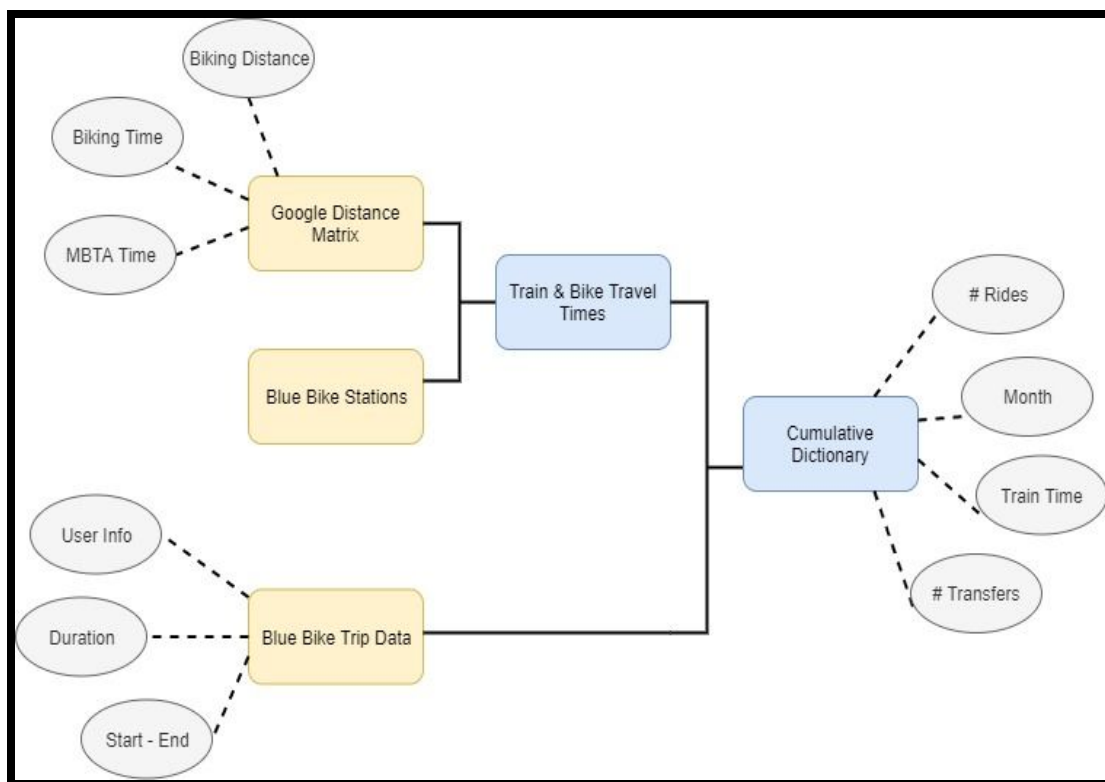 Biking Distance
Biking Time
MBTA Time
Google Distance
Matrix
Blue Bike Stations
Train & Bike Travel
Times
# Rides
Month
Train Time
# Transfers
Cumulative
Dictionary
User Info
Duration
Start - End
Blue Bike Trip Data